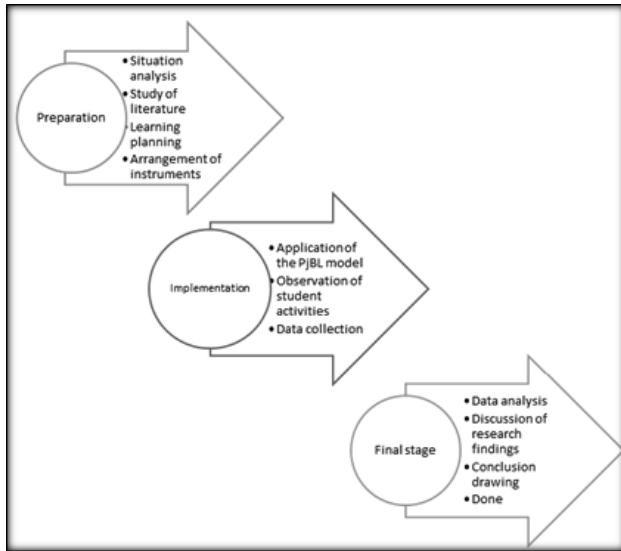 Preparation
• Situation
analysis
• Study of
literature
• Learning
planning
• Arrangement of
instruments
Implementation
• Application of
the PjBL model
• Observation of
student
activities
• Data collection
Final stage
• Data analysis
• Discussion of
research
findings
• Conclusion
drawing
• Done